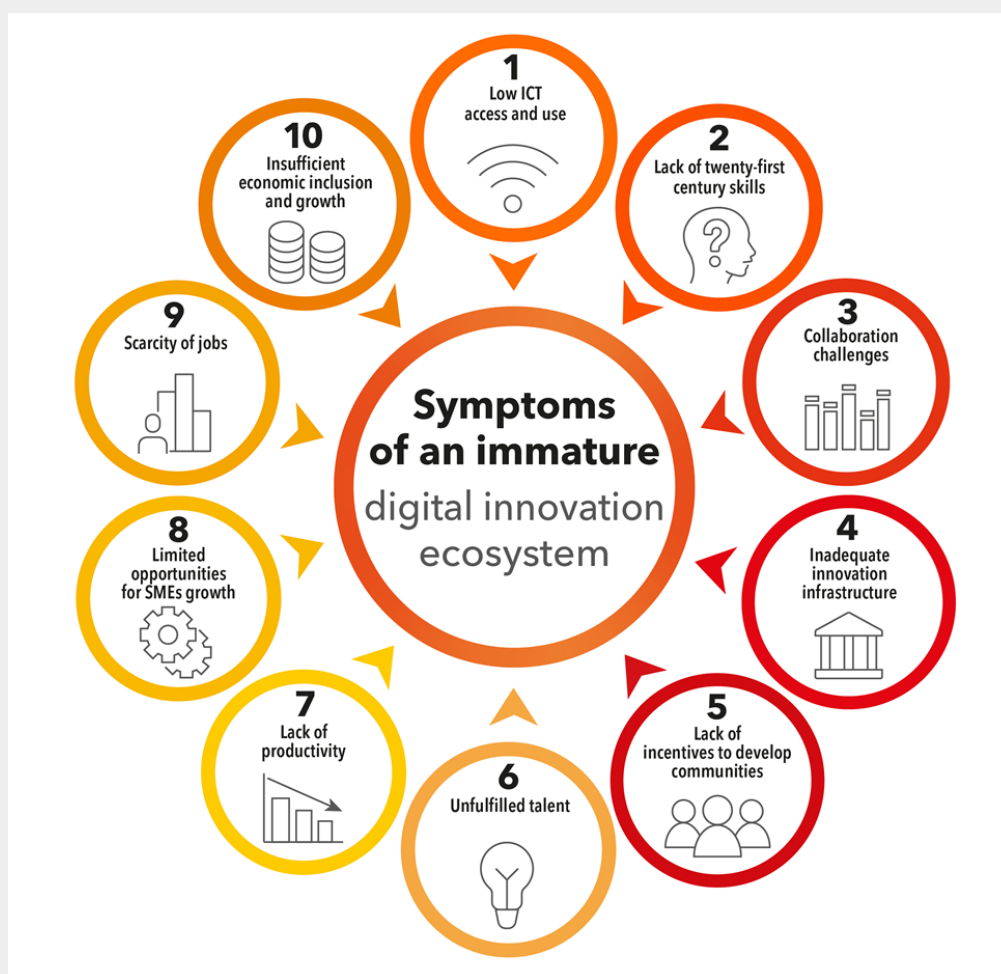 Symptoms
of an immature
digital innovation
ecosystem
1
Low ICT
access and use
2
Lack of twenty-first
century skills
?
3
Collaboration
challenges
4
Inadequate
innovation
infrastructure
5
Lack of
incentives to develop
communities
6
Unfulfilled talent
7
Lack of
productivity
8
Limited
opportunities
for SMEs growth
9
Scarcity of jobs
10
Insufficient
economic inclusion
and growth